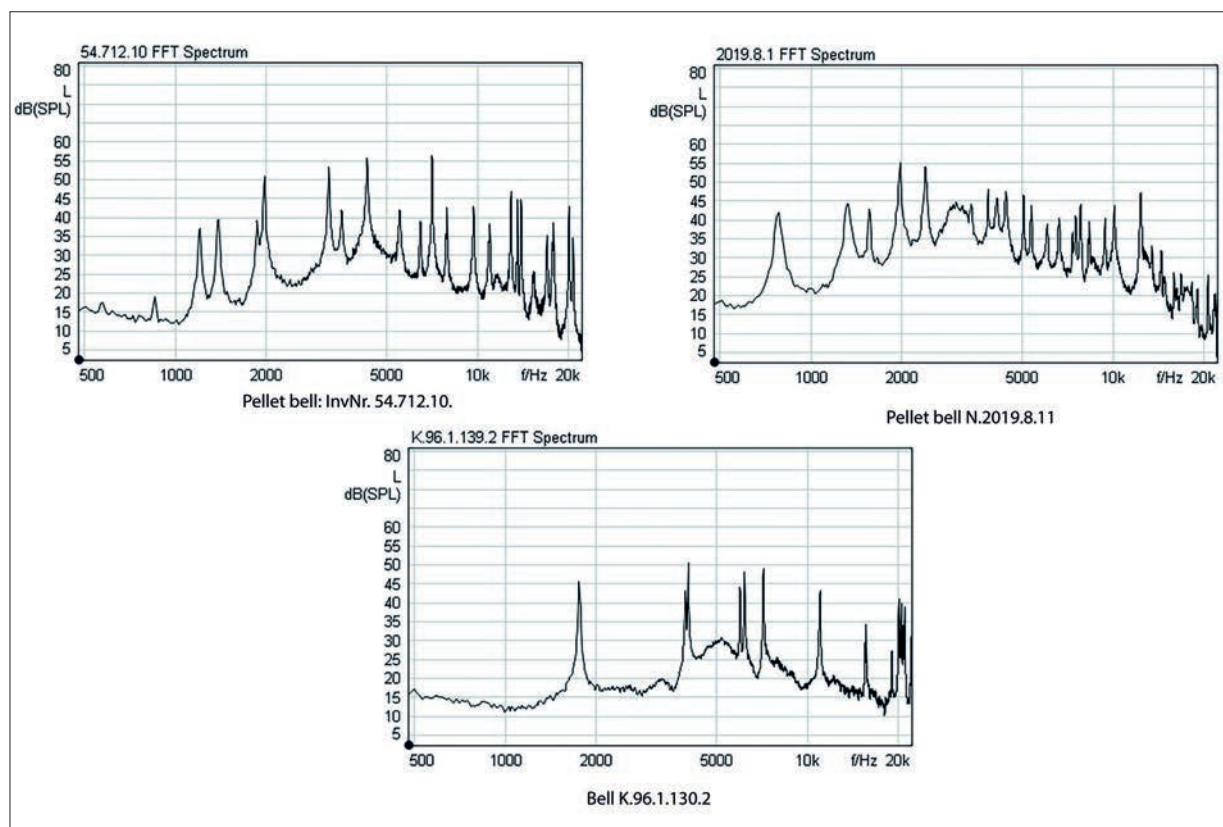 54.712.10 FFT Spectrum
80
L
dB(SPL)
60
55
50
45
40
35
30
25
20
15
10
5
500 1000 2000 5000 10k f/Hz 20k
Pellet bell: InvNr. 54.712.10.
2019.8.1 FFT Spectrum
80
L
dB(SPL)
60
55
50
45
40
35
30
25
20
15
10
5
500 1000 2000 5000 10k f/Hz 20k
Pellet bell N.2019.8.11
K.96.1.139.2 FFT Spectrum
80
L
dB(SPL)
60
55
50
45
40
35
30
25
20
15
10
5
500 1000 2000 5000 10k f/Hz 20k
Bell K.96.1.130.2